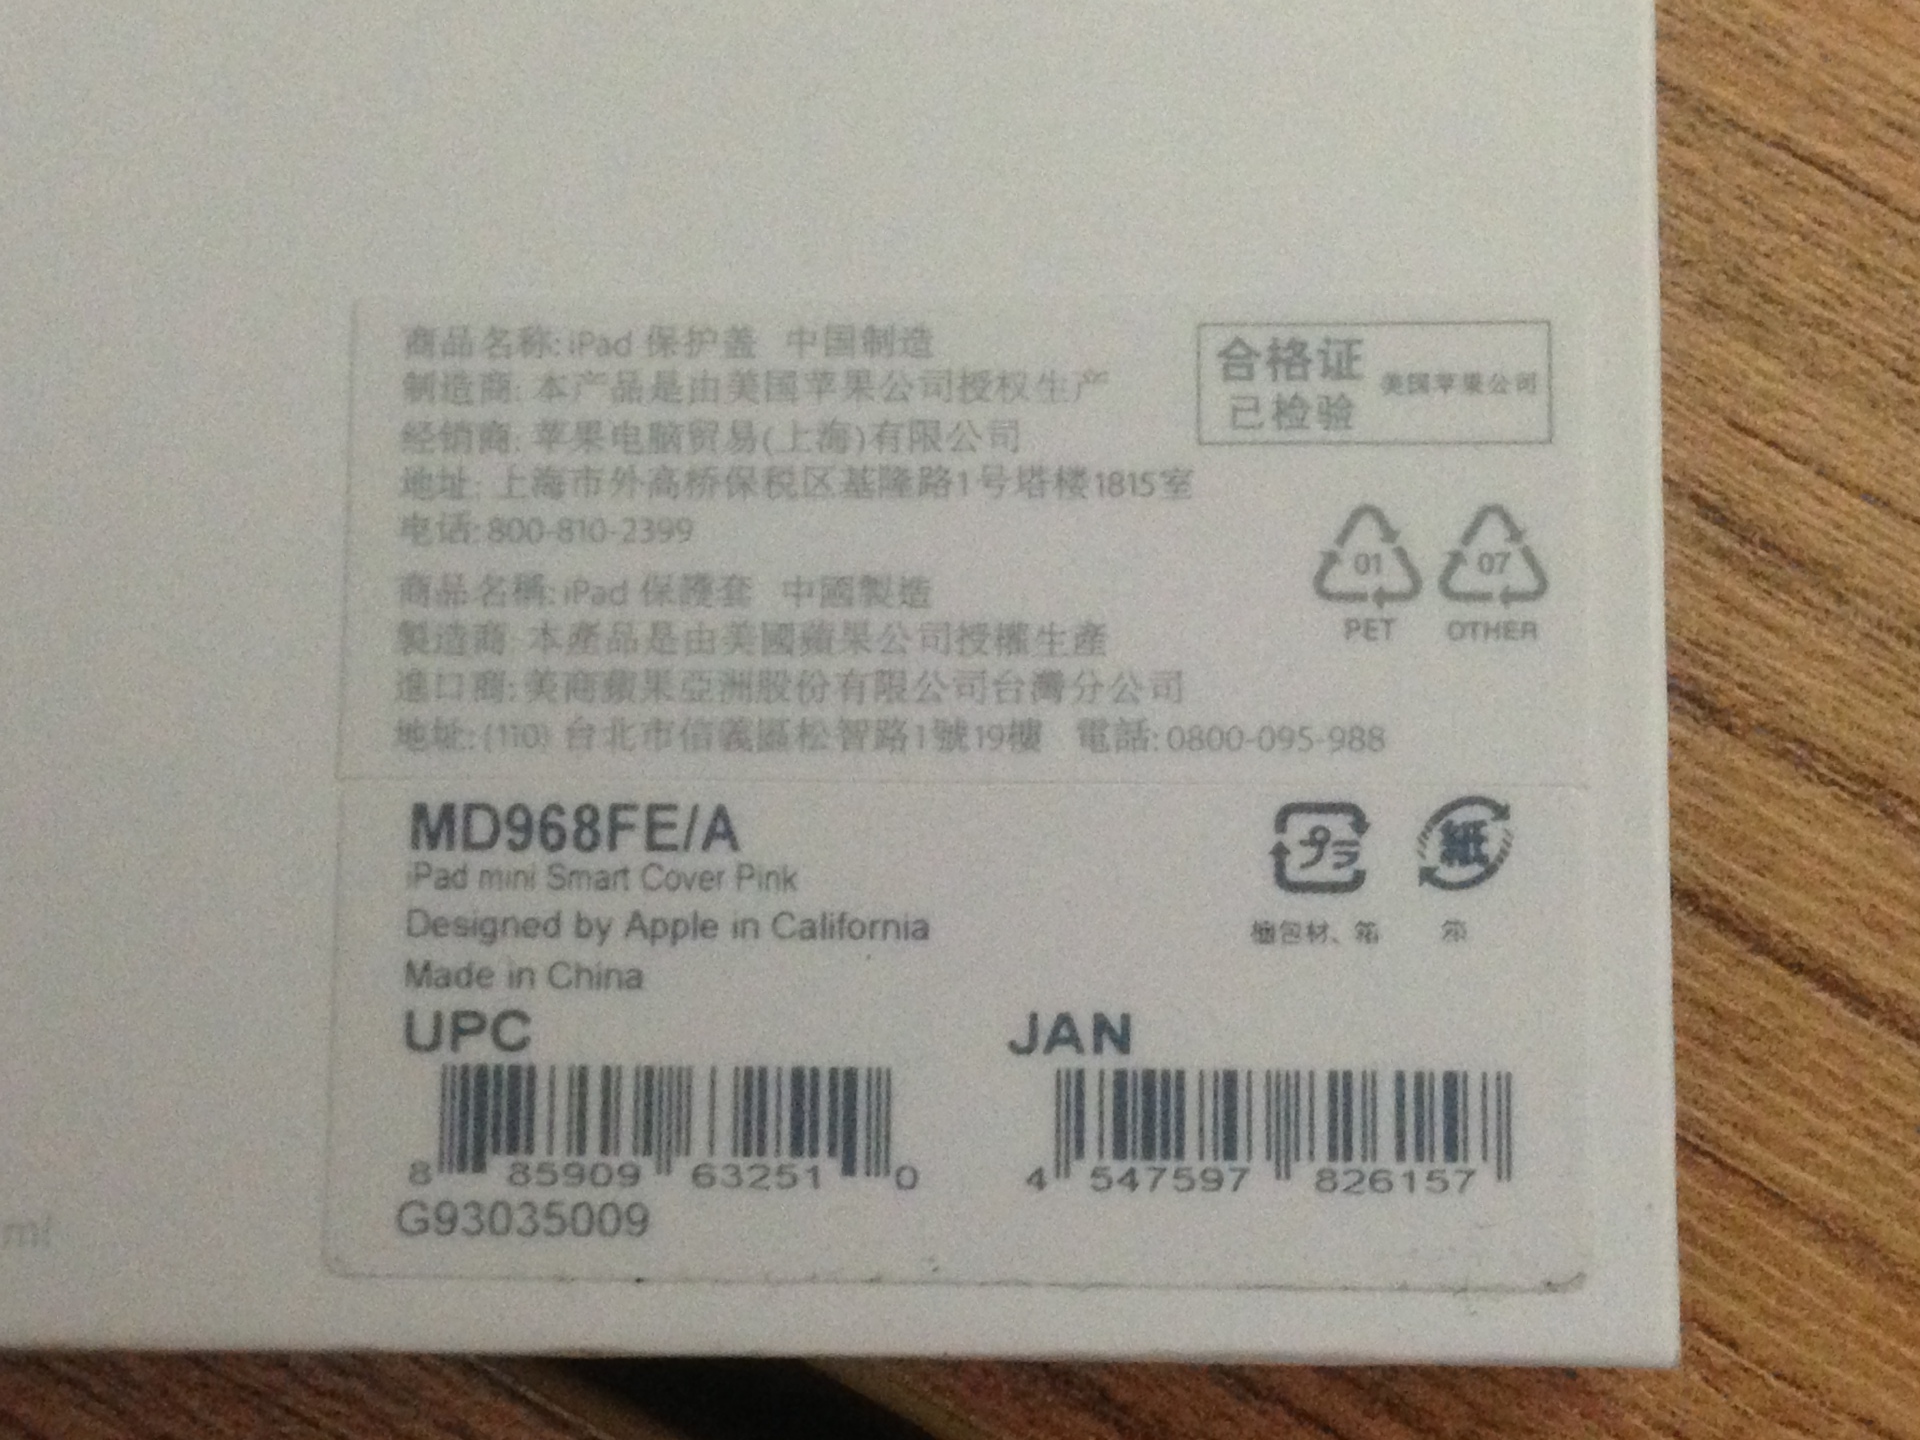 商品名称: iPad 保护盖 中国制造
制造商: 本产品是由美国苹果公司授权生产
经销商: 苹果电脑贸易(上海)有限公司
地址: 上海市外高桥保税区基隆路1号塔楼1815室
电话: 800-810-2399
合格证
已检验
美国苹果公司
01
PET
07
OTHER
商品名稱: iPad 保護套 中國製造
製造商: 本產品是由美國蘋果公司授權生產
進口商: 美商蘋果亞洲股份有限公司台灣分公司
地址: (110) 台北市信義區松智路1號19樓 電話: 0800-095-988
MD968FE/A
iPad mini Smart Cover Pink
Designed by Apple in California
Made in China
プラ
紙
個包材、箱
UPC
8 85909 63251 0
G93035009
JAN
4 547597 826157